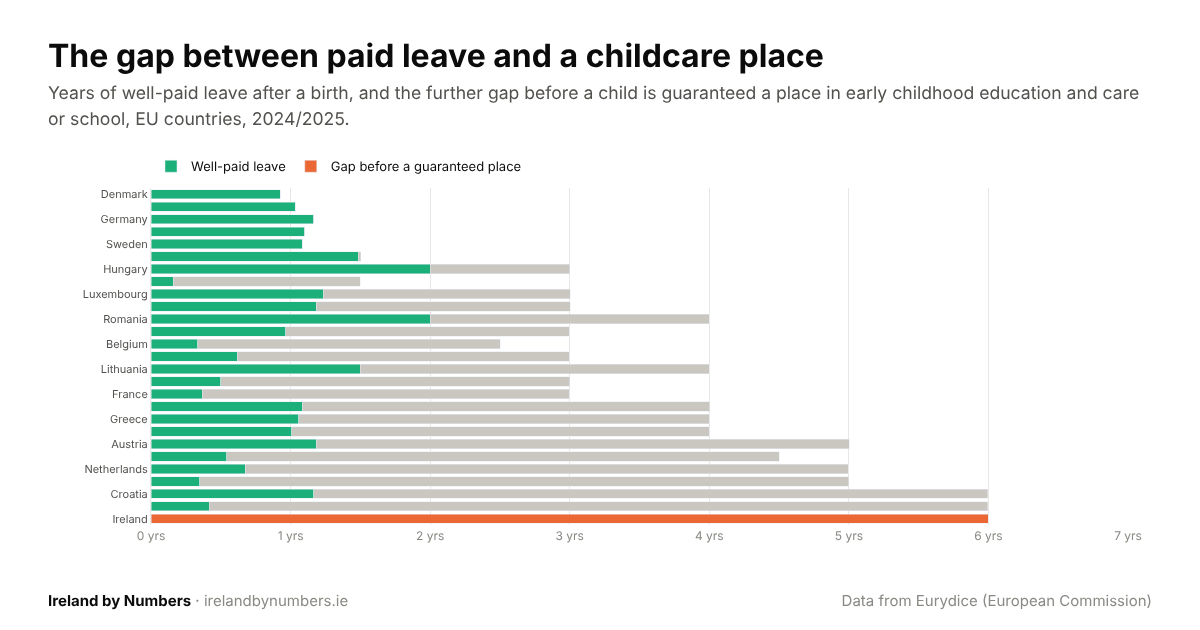 The gap between paid leave and a childcare place
Years of well-paid leave after a birth, and the further gap before a child is guaranteed a place in early childhood education and care
or school, EU countries, 2024/2025.
Well-paid leave
Gap before a guaranteed place
Denmark
Germany
Sweden
Hungary
Luxembourg
Romania
Belgium
Lithuania
France
Greece
Austria
Netherlands
Croatia
Ireland
0 yrs 1 yrs 2 yrs 3 yrs 4 yrs 5 yrs 6 yrs 7 yrs
Ireland by Numbers · irelandbynumbers.ie
Data from Eurydice (European Commission)